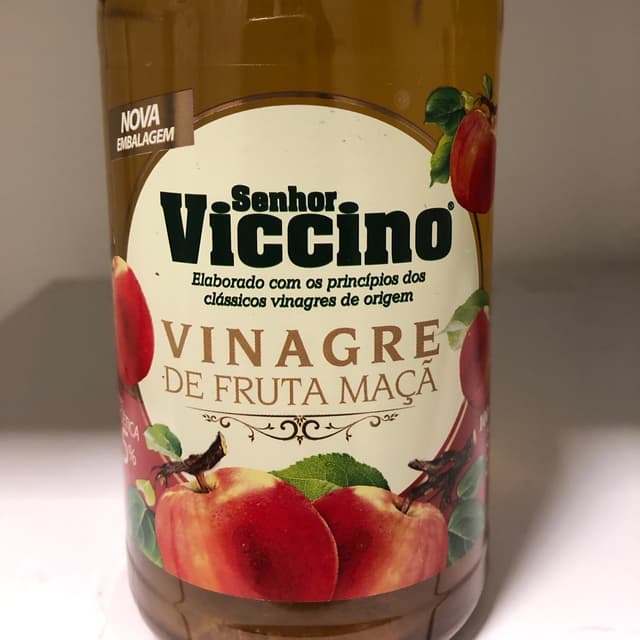 NOVA
EMBALAGEM
Senhor
Viccino®
Elaborado com os princípios dos
clássicos vinagres de origem
VINAGRE
DE FRUTA MAÇÃ